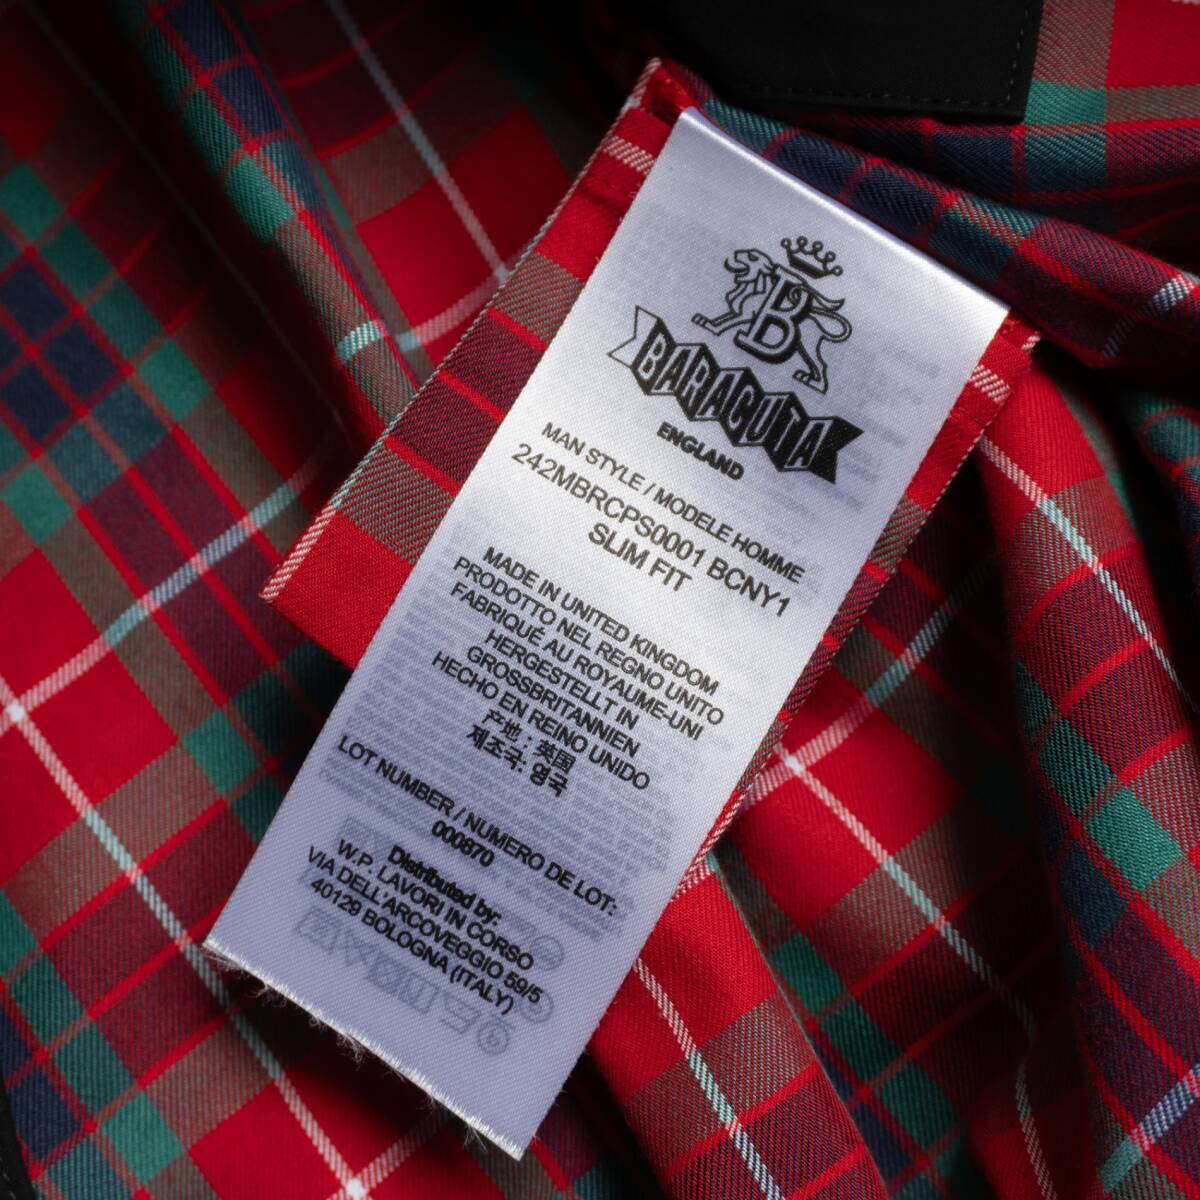 B
BARACUTA
ENGLAND
MAN STYLE / MODELE HOMME
242MBRCPS0001 BCNY1
SLIM FIT
MADE IN UNITED KINGDOM
PRODOTTO NEL REGNO UNITO
FABRIQUÉ AU ROYAUME-UNI
HERGESTELLT IN
GROSSBRITANNIEN
HECHO EN REINO UNIDO
产地 : 英国
제조국: 영국
LOT NUMBER / NUMERO DE LOT:
000870
Distributed by:
W.P. LAVORI IN CORSO
VIA DELL'ARCOVEGGIO 59/5
40129 BOLOGNA (ITALY)